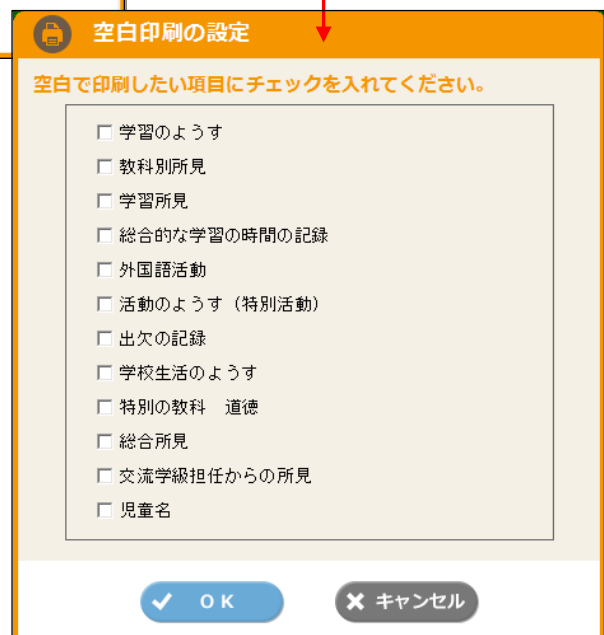 空白印刷の設定
空白で印刷したい項目にチェックを入れてください。
学習のようす
教科別所見
学習所見
総合的な学習の時間の記録
外国語活動
活動のようす（特別活動）
出欠の記録
学校生活のようす
特別の教科　道徳
総合所見
交流学級担任からの所見
児童名
ＯＫ
キャンセル